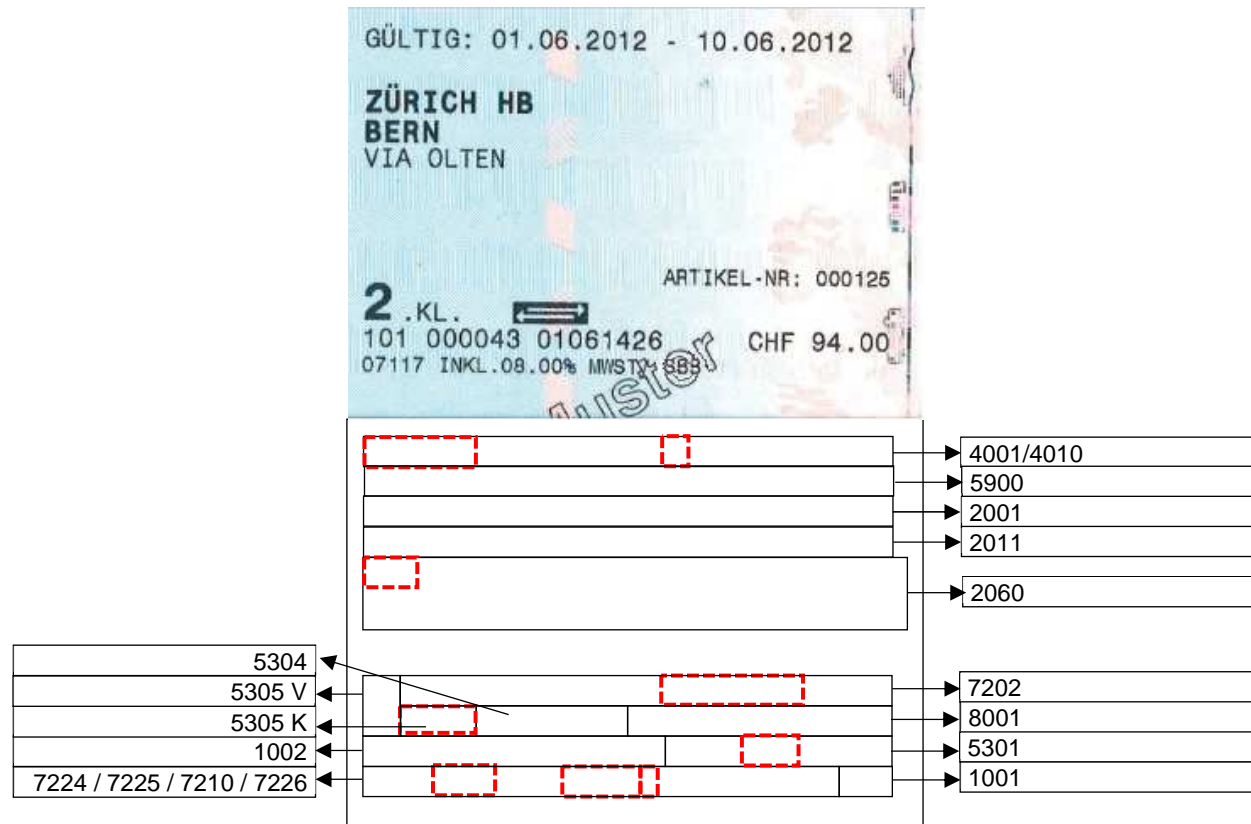 GÜLTIG: 01.06.2012 - 10.06.2012
ZÜRICH HB
BERN
VIA OLTEN
ARTIKEL-NR: 000125
2.KL.
101 000043 01061426 CHF 94.00
07117 INKL.08.00% MWST/ SBB
Muster
4001/4010
5900
2001
2011
2060
5304
5305 V 7202
5305 K 8001
1002 5301
7224 / 7225 / 7210 / 7226 1001